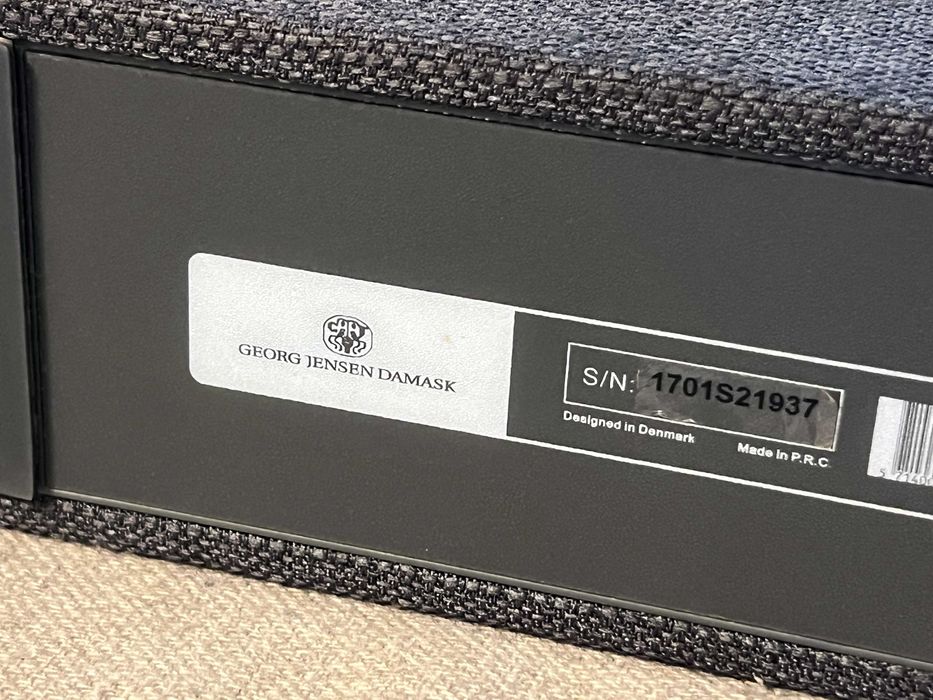 GEORG JENSEN DAMASK
S/N: 1701S21937
Designed in Denmark
Made in P.R.C